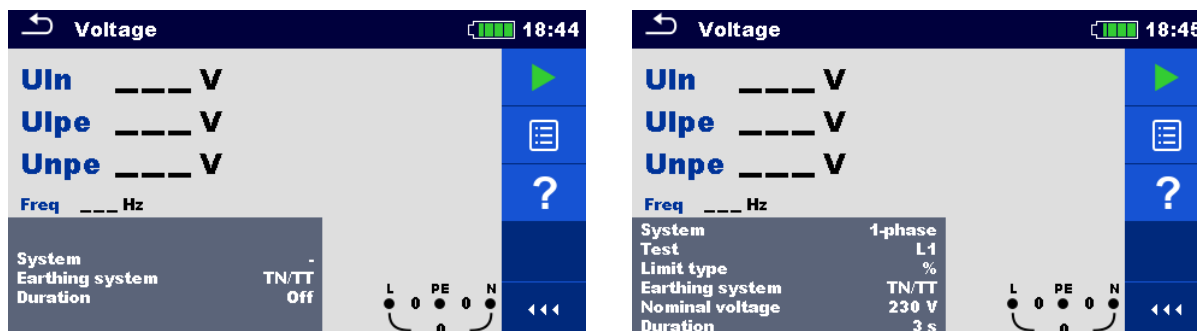 Voltage 18:44
Uln ___ V
Ulpe ___ V
Unpe ___ V
?
Freq ___ Hz
System -
Earthing system TN/TT
Duration Off
L PE N
0 0
0
Voltage 18:45
Uln ___ V
Ulpe ___ V
Unpe ___ V
?
Freq ___ Hz
System 1-phase
Test L1
Limit type %
Earthing system TN/TT
Nominal voltage 230 V
Duration 3 s
L PE N
0 0
0